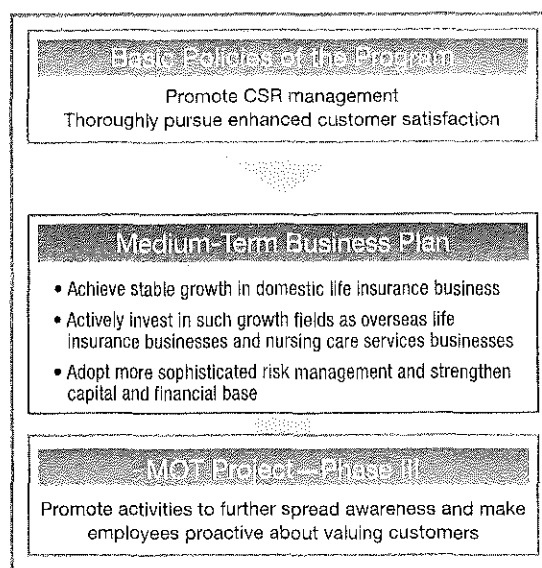 Basic Policies of the Program
Promote CSR management
Thoroughly pursue enhanced customer satisfaction
Medium-Term Business Plan
• Achieve stable growth in domestic life insurance business
• Actively invest in such growth fields as overseas life
insurance businesses and nursing care services businesses
• Adopt more sophisticated risk management and strengthen
capital and financial base
MOT Project—Phase III
Promote activities to further spread awareness and make
employees proactive about valuing customers